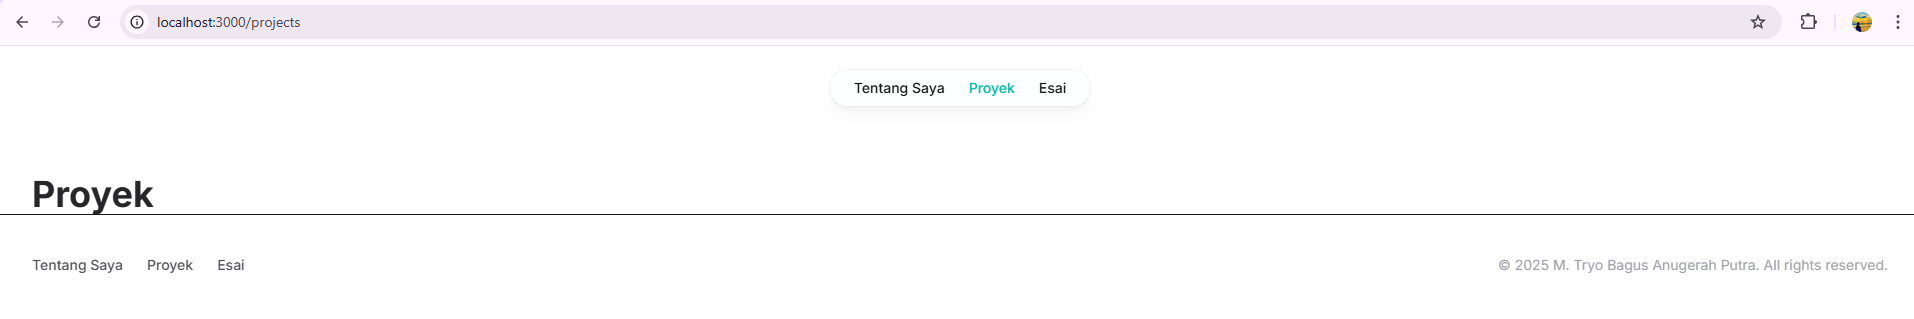 localhost:3000/projects
Tentang Saya Proyek Esai
Proyek
Tentang Saya Proyek Esai © 2025 M. Tryo Bagus Anugerah Putra. All rights reserved.